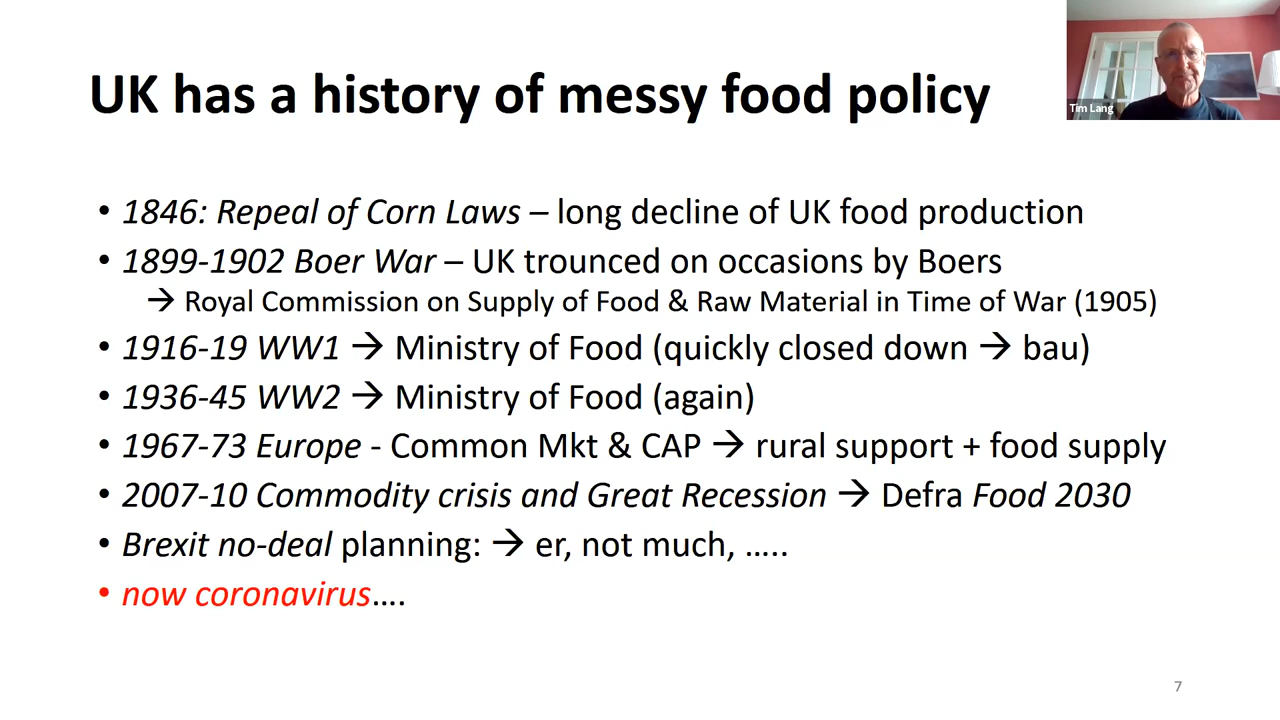 UK has a history of messy food policy
Tim Lang
• 1846: Repeal of Corn Laws – long decline of UK food production
• 1899-1902 Boer War – UK trounced on occasions by Boers
→ Royal Commission on Supply of Food & Raw Material in Time of War (1905)
• 1916-19 WW1 → Ministry of Food (quickly closed down → bau)
• 1936-45 WW2 → Ministry of Food (again)
• 1967-73 Europe - Common Mkt & CAP → rural support + food supply
• 2007-10 Commodity crisis and Great Recession → Defra Food 2030
• Brexit no-deal planning: → er, not much, …..
• now coronavirus….
7